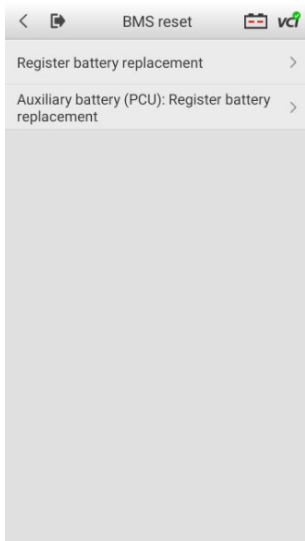 BMS reset vci
Register battery replacement
Auxiliary battery (PCU): Register battery
replacement